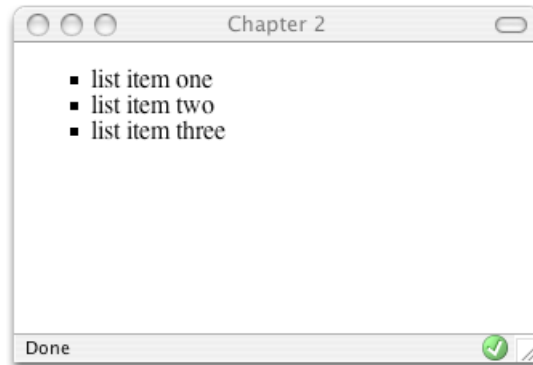 Chapter 2
list item one
list item two
list item three
Done